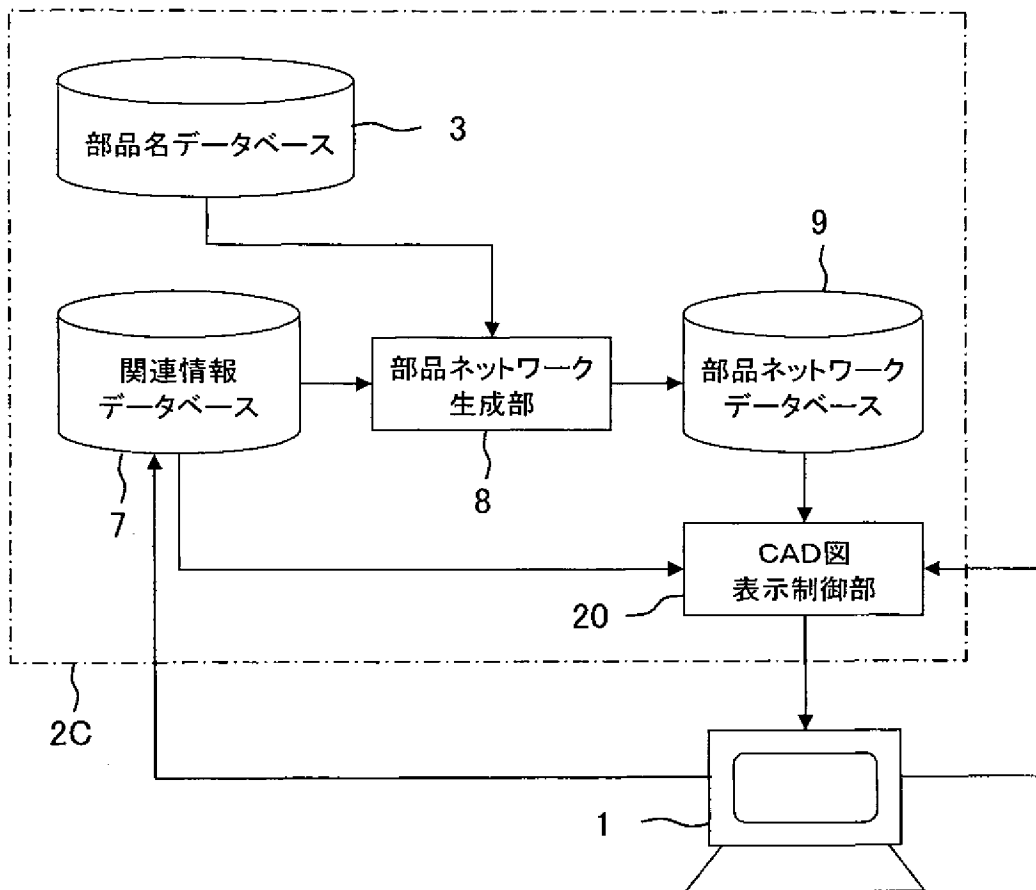 部品名データベース
3
9
関連情報
データベース
部品ネットワーク
生成部
部品ネットワーク
データベース
7
8
CAD図
表示制御部
20
2C
1